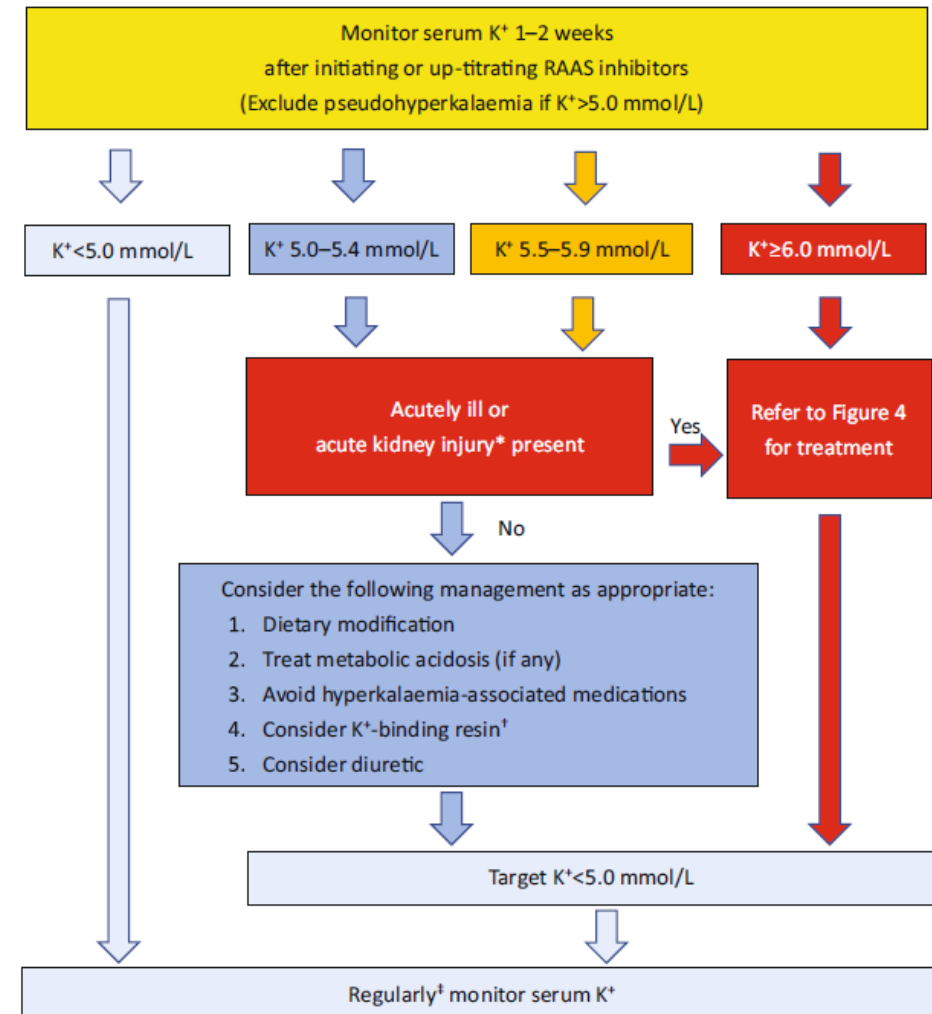 Monitor serum K⁺ 1–2 weeks
after initiating or up-titrating RAAS inhibitors
(Exclude pseudohyperkalaemia if K⁺>5.0 mmol/L)
K⁺<5.0 mmol/L
K⁺ 5.0–5.4 mmol/L
K⁺ 5.5–5.9 mmol/L
K⁺≥6.0 mmol/L
Acutely ill or
acute kidney injury* present
Yes
Refer to Figure 4
for treatment
No
Consider the following management as appropriate:
1. Dietary modification
2. Treat metabolic acidosis (if any)
3. Avoid hyperkalaemia-associated medications
4. Consider K⁺-binding resin†
5. Consider diuretic
Target K⁺<5.0 mmol/L
Regularly‡ monitor serum K⁺